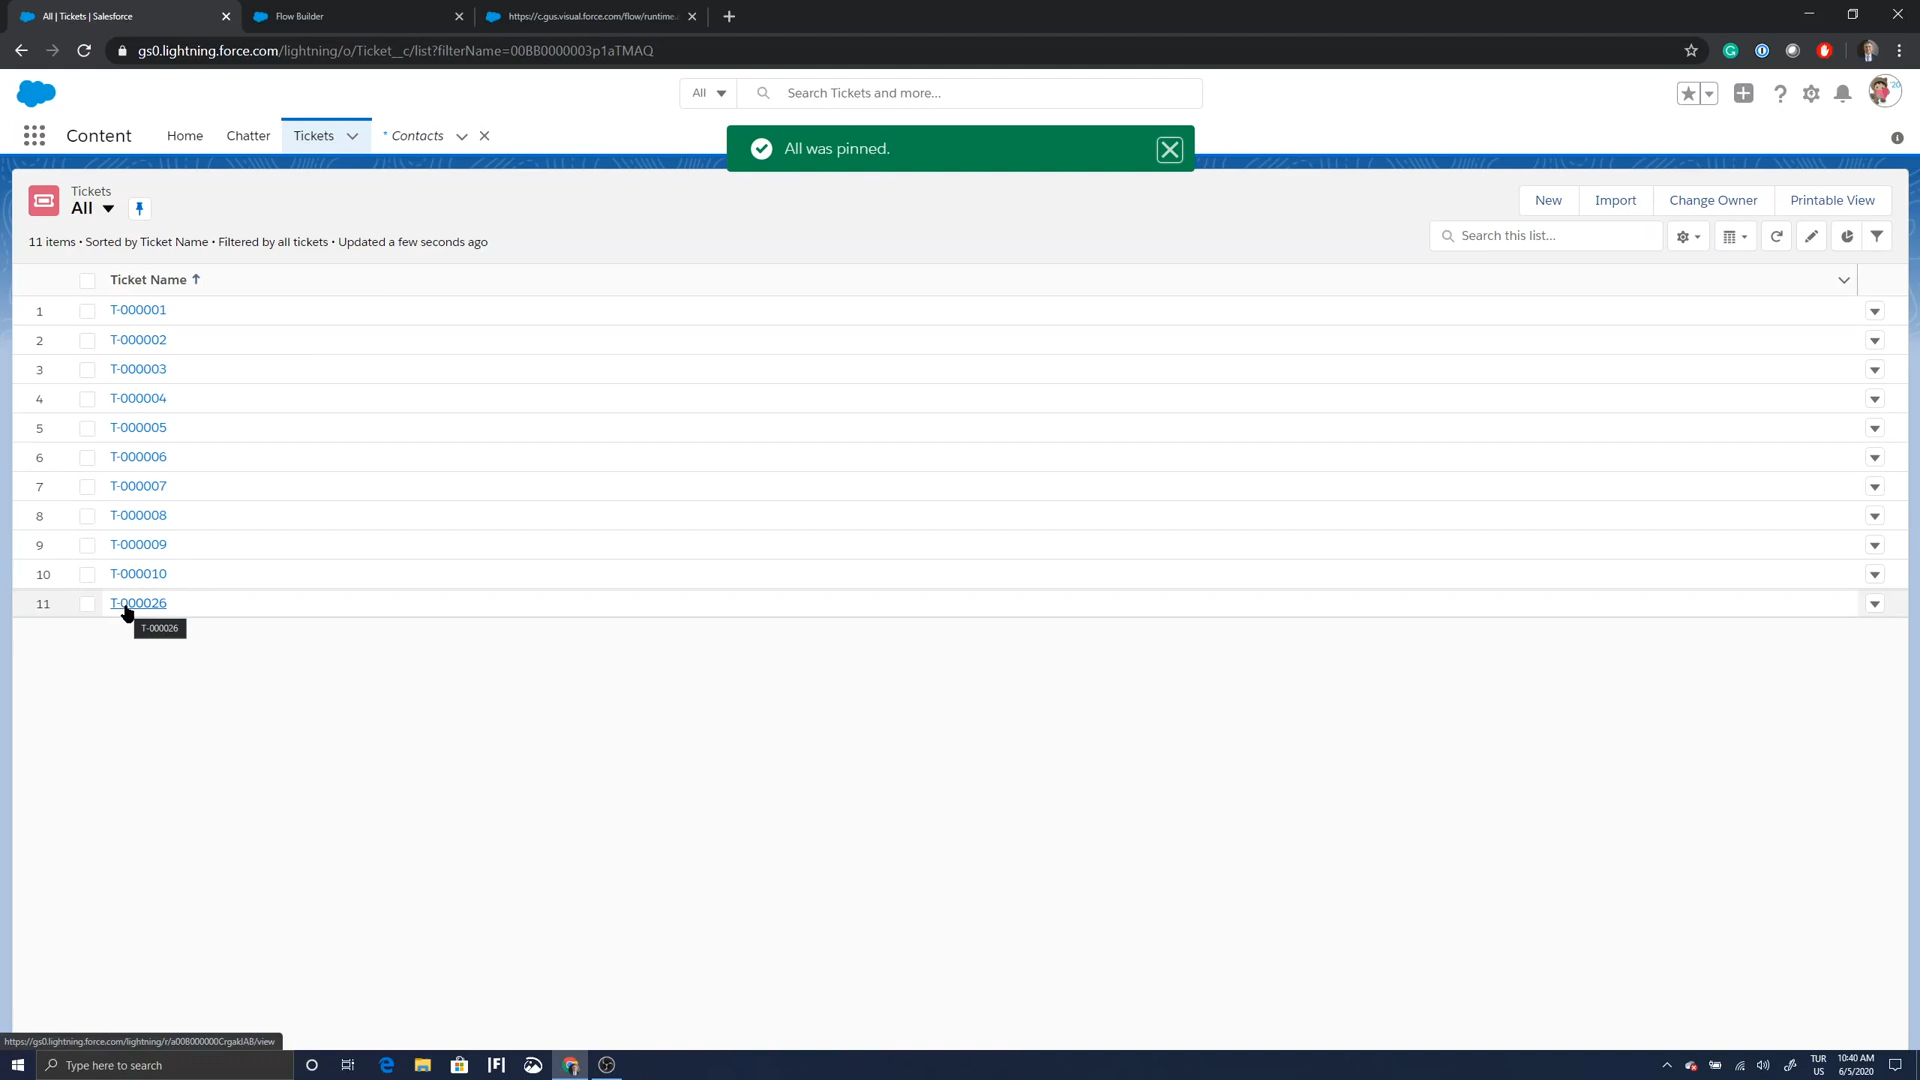 All | Tickets | Salesforce
Flow Builder
https://c.gus.visual.force.com/flow/runtime.
gs0.lightning.force.com/lightning/o/Ticket__c/list?filterName=00BB0000003p1aTMAQ
All
Search Tickets and more...
Content
Home
Chatter
Tickets
* Contacts
All was pinned.
Tickets
All
New
Import
Change Owner
Printable View
11 items • Sorted by Ticket Name • Filtered by all tickets • Updated a few seconds ago
Search this list...
Ticket Name
1 T-000001
2 T-000002
3 T-000003
4 T-000004
5 T-000005
6 T-000006
7 T-000007
8 T-000008
9 T-000009
10 T-000010
11 T-000026
T-000026
https://gs0.lightning.force.com/lightning/r/a00B000000CrgakIAB/view
Type here to search
TUR
US
10:40 AM
6/5/2020